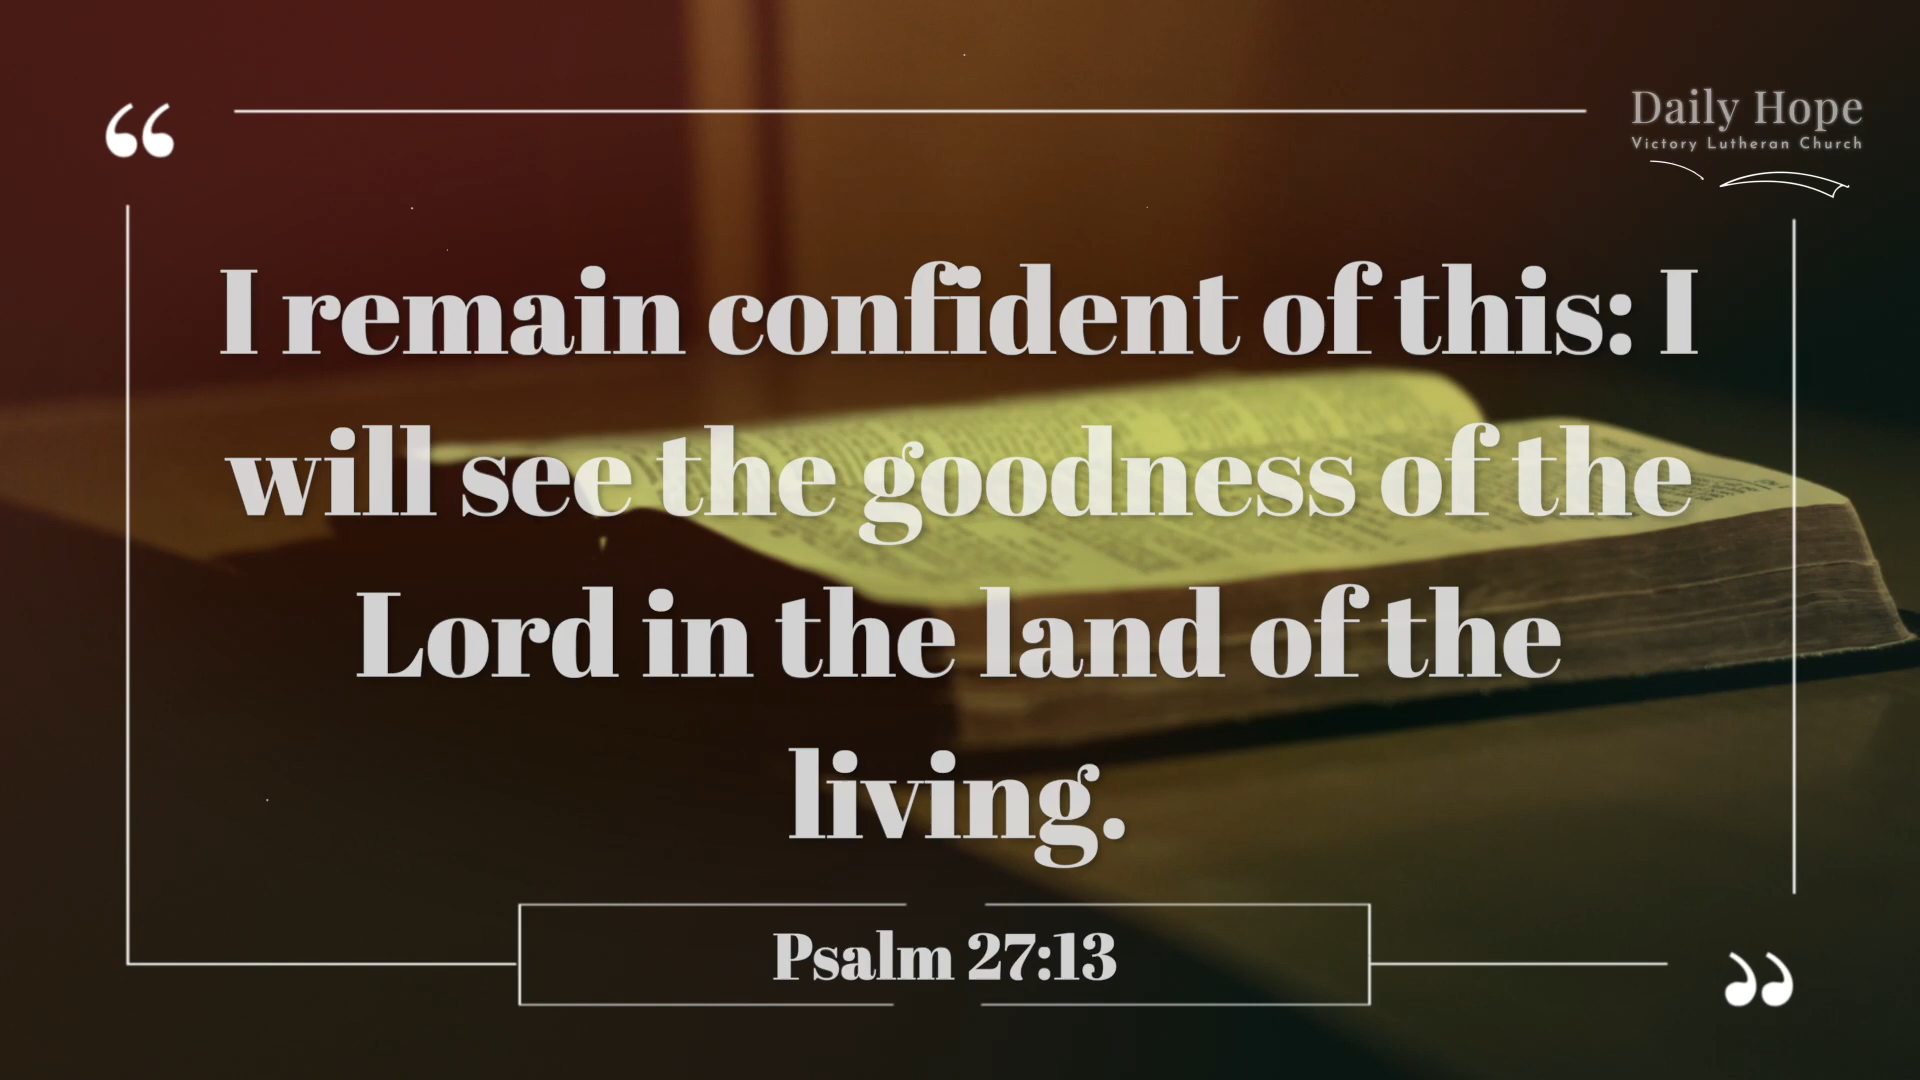 “
Daily Hope
Victory Lutheran Church
I remain confident of this: I
will see the goodness of the
Lord in the land of the
living.
Psalm 27:13
”